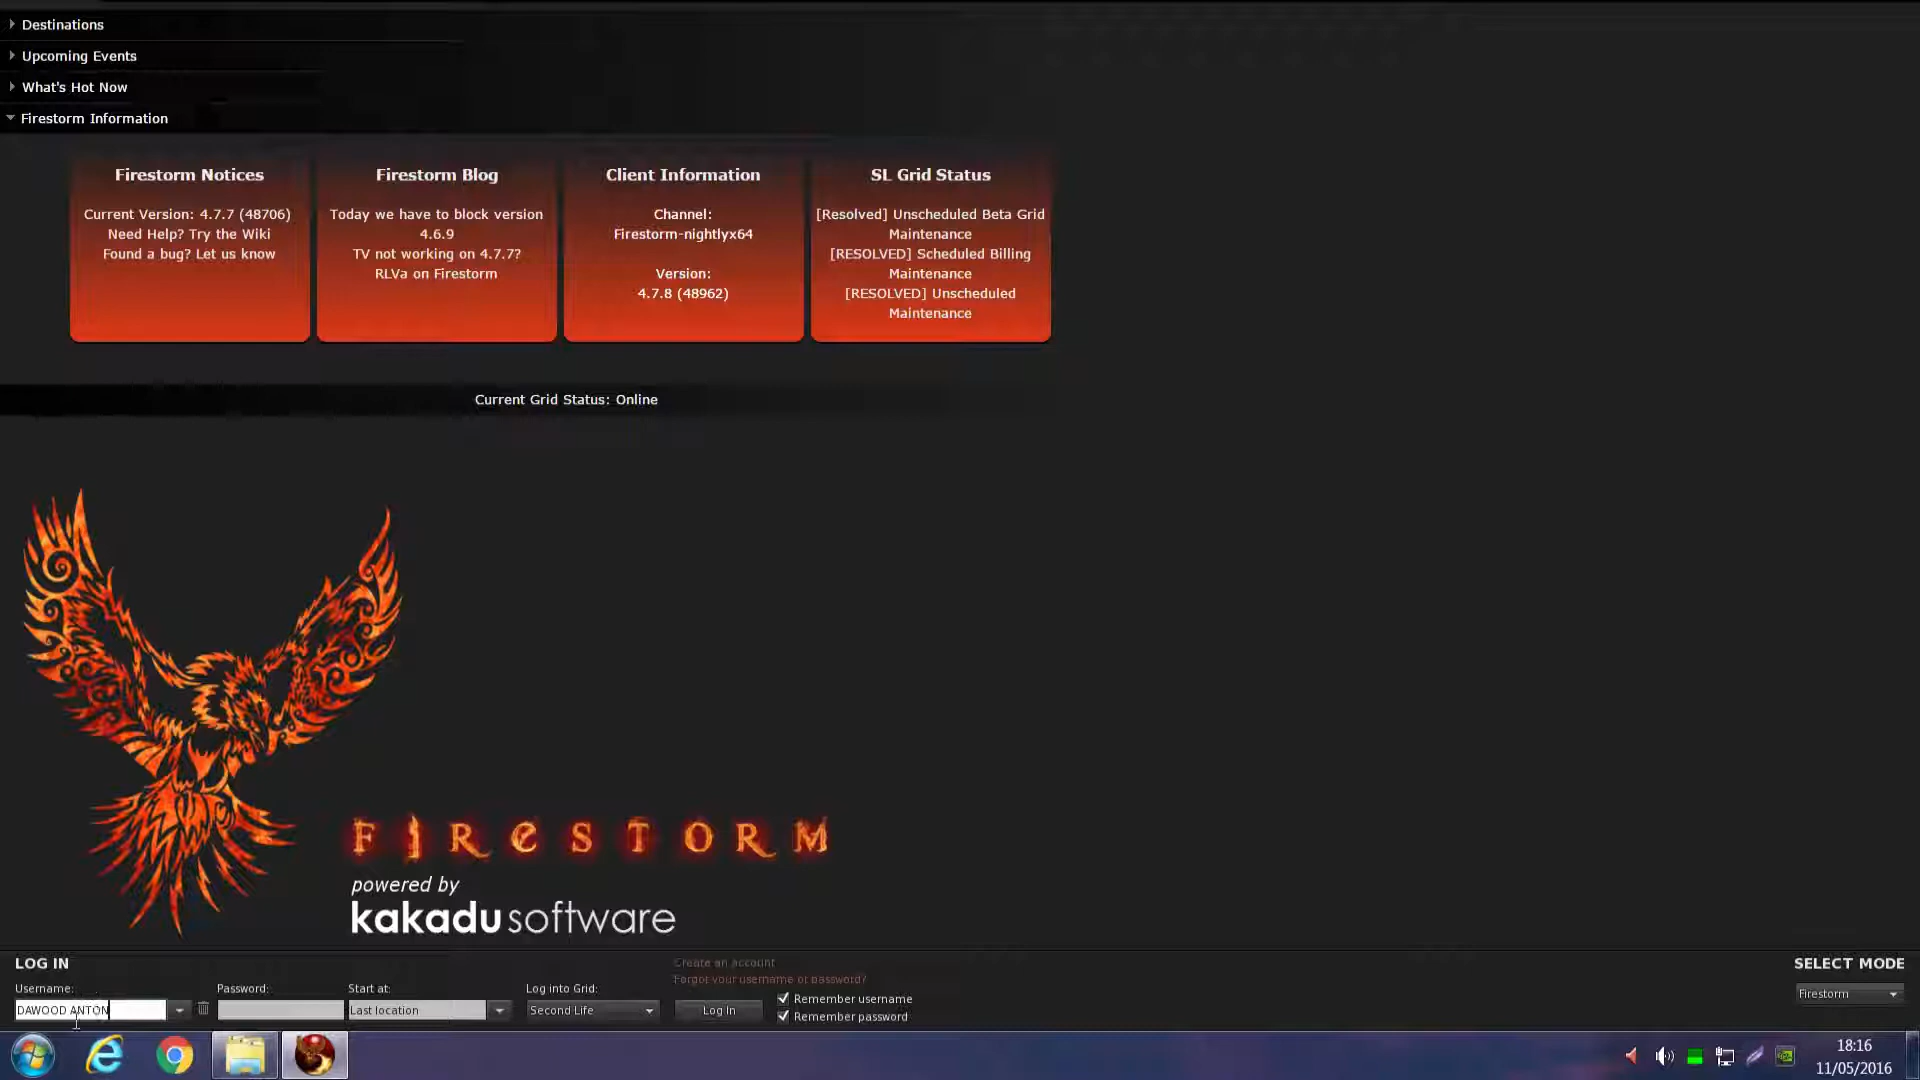 Destinations
Upcoming Events
What's Hot Now
Firestorm Information
Firestorm Notices
Current Version: 4.7.7 (48706)
Need Help? Try the Wiki
Found a bug? Let us know
Firestorm Blog
Today we have to block version
4.6.9
TV not working on 4.7.7?
RLVa on Firestorm
Client Information
Channel:
Firestorm-nightlyx64
Version:
4.7.8 (48962)
SL Grid Status
[Resolved] Unscheduled Beta Grid
Maintenance
[RESOLVED] Scheduled Billing
Maintenance
[RESOLVED] Unscheduled
Maintenance
Current Grid Status: Online
FIRESTORM
powered by
kakadu software
LOG IN
Username:
DAWOOD ANTON
Password:
Start at:
Last location
Log into Grid:
Second Life
Create an account
Forgot your username or password?
Log In
Remember username
Remember password
SELECT MODE
Firestorm
18:16
11/05/2016